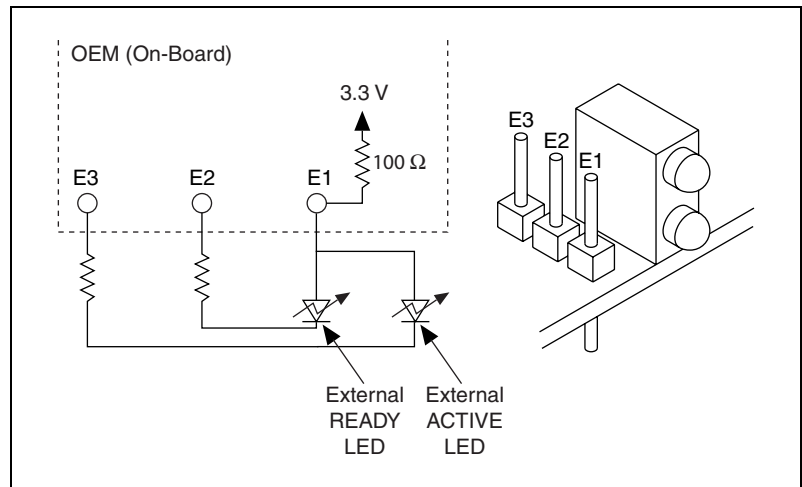 OEM (On-Board)
3.3 V
100 Ω
E3
E2
E1
E3
E2
E1
External
READY
LED
External
ACTIVE
LED